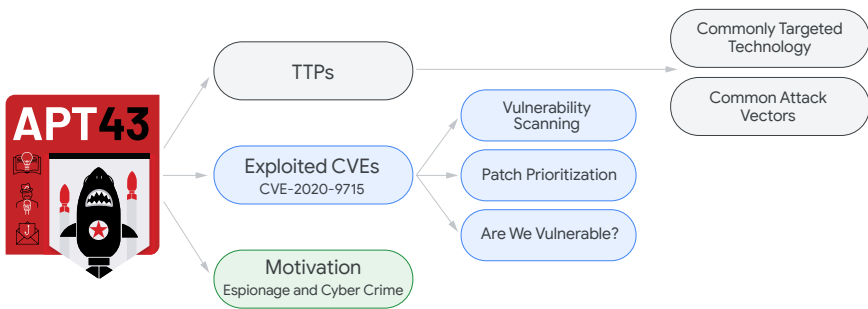 APT43
TTPs
Commonly Targeted
Technology
Common Attack
Vectors
Exploited CVEs
CVE-2020-9715
Vulnerability
Scanning
Patch Prioritization
Are We Vulnerable?
Motivation
Espionage and Cyber Crime